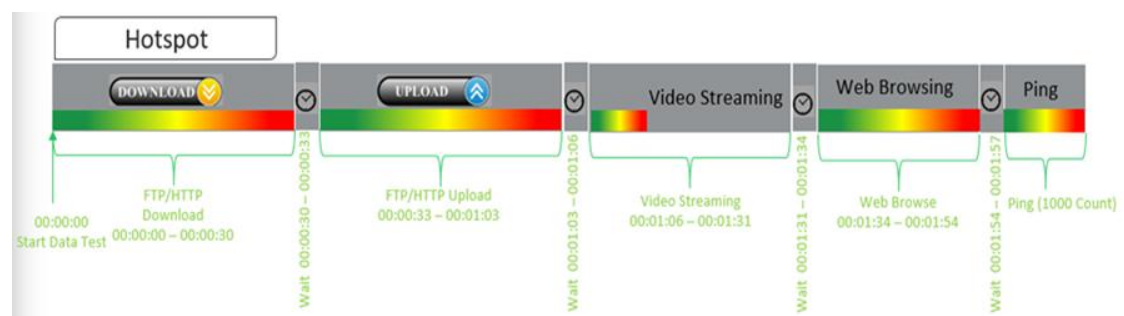 Hotspot
DOWNLOAD
UPLOAD
Video Streaming
Web Browsing
Ping
00:00:00
Start Data Test
FTP/HTTP
Download
00:00:00 – 00:00:30
Wait 00:00:30 – 00:00:33
FTP/HTTP Upload
00:00:33 – 00:01:03
Wait 00:01:03 – 00:01:06
Video Streaming
00:01:06 – 00:01:31
Wait 00:01:31 – 00:01:34
Web Browse
00:01:34 – 00:01:54
Wait 00:01:54 – 00:01:57
Ping (1000 Count)